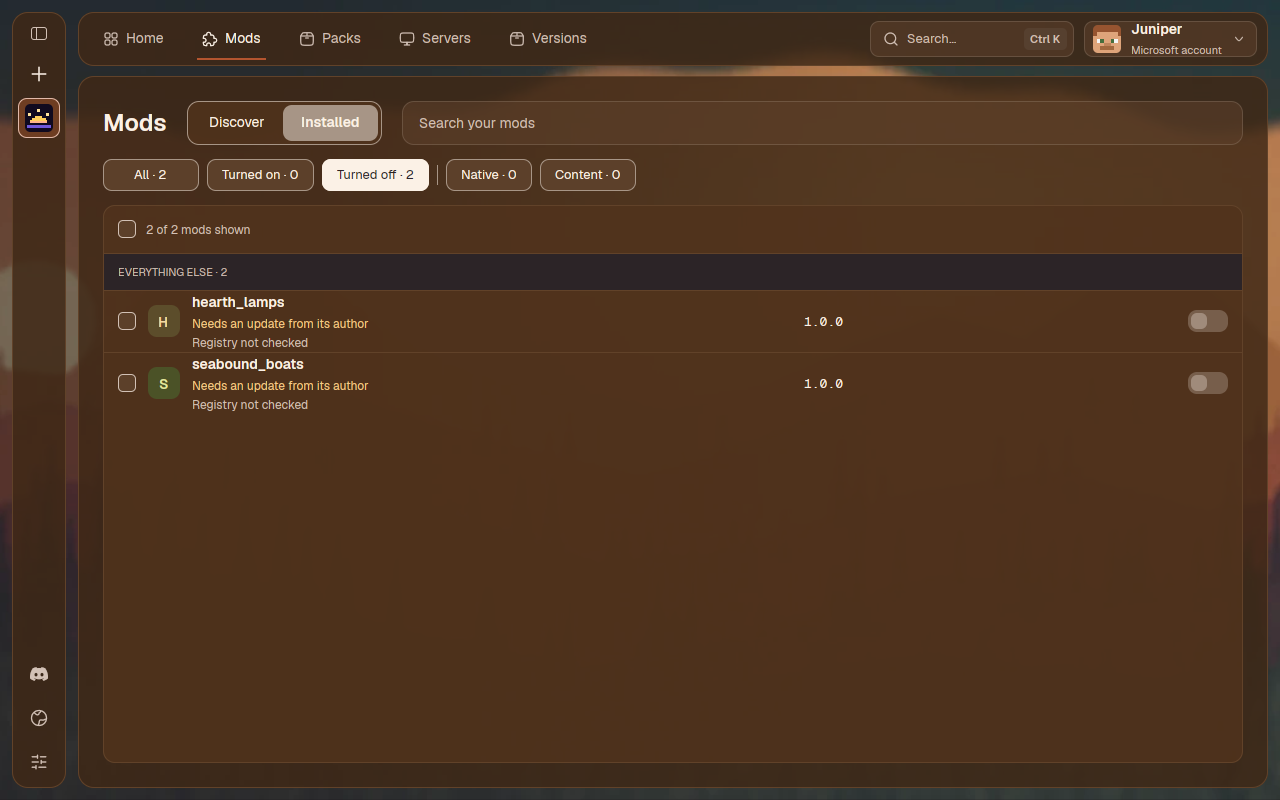 Home
Mods
Packs
Servers
Versions
Search...
Ctrl K
Juniper
Microsoft account
Mods
Discover
Installed
Search your mods
All · 2
Turned on · 0
Turned off · 2
Native · 0
Content · 0
2 of 2 mods shown
EVERYTHING ELSE · 2
H
hearth_lamps
Needs an update from its author
Registry not checked
1.0.0
S
seabound_boats
Needs an update from its author
Registry not checked
1.0.0